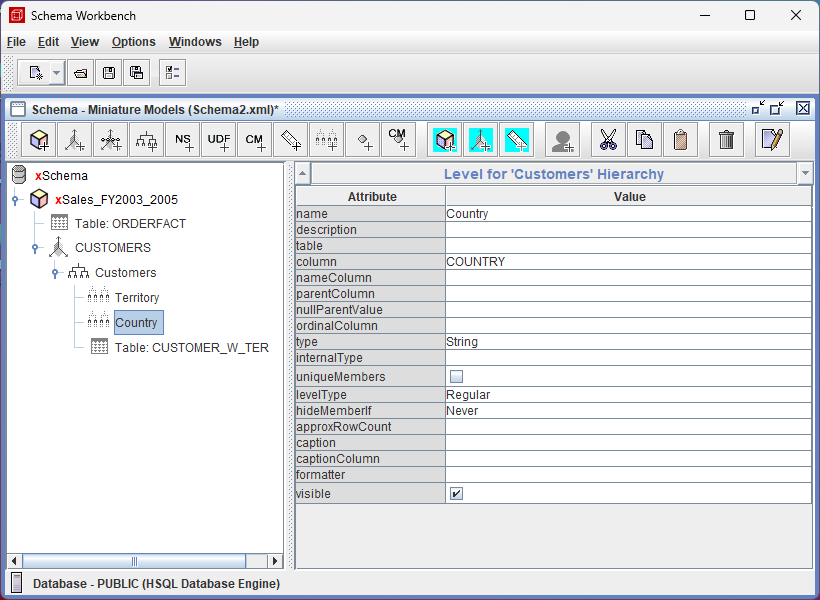 Schema Workbench
File Edit View Options Windows Help
Schema - Miniature Models (Schema2.xml)*
NS UDF CM CM
xSchema
xSales_FY2003_2005
Table: ORDERFACT
CUSTOMERS
Customers
Territory
Country
Table: CUSTOMER_W_TER
Level for 'Customers' Hierarchy
Attribute Value
name Country
description
table
column COUNTRY
nameColumn
parentColumn
nullParentValue
ordinalColumn
type String
internalType
uniqueMembers
levelType Regular
hideMemberIf Never
approxRowCount
caption
captionColumn
formatter
visible
Database - PUBLIC (HSQL Database Engine)